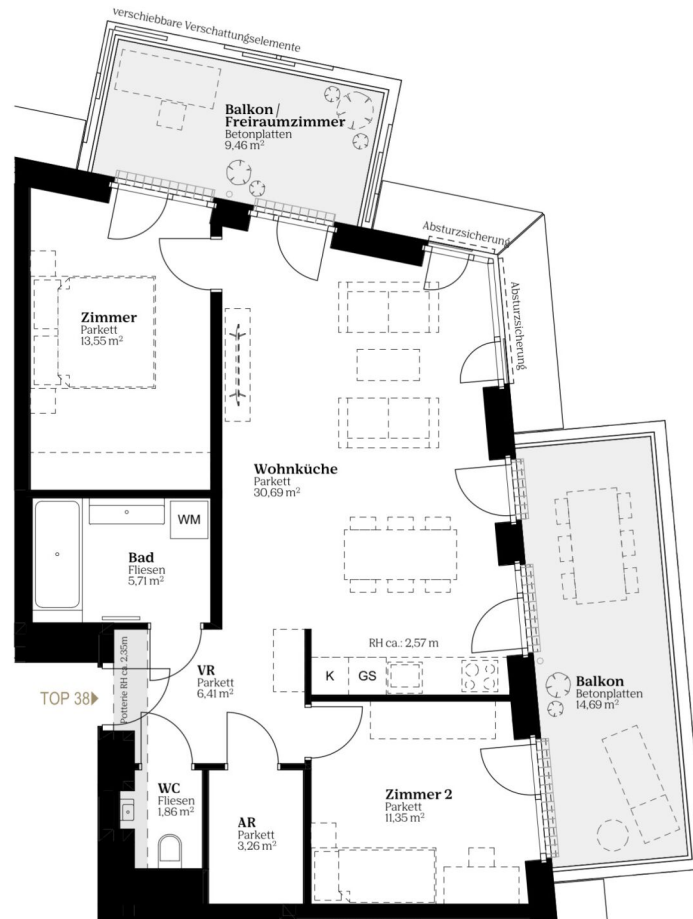 verschiebbare Verschattungselemente
Balkon/
Freiraumzimmer
Betonplatten
9,46 m²
Absturzsicherung
Absturzsicherung
Zimmer
Parkett
13,55 m²
Wohnküche
Parkett
30,69 m²
WM
Bad
Fliesen
5,71 m²
RH ca.: 2,57 m
K
GS
VR
Parkett
6,41 m²
Potterie RH ca. 2.35m
TOP 38
Balkon
Betonplatten
14,69 m²
WC
Fliesen
1,86 m²
AR
Parkett
3,26 m²
Zimmer 2
Parkett
11,35 m²